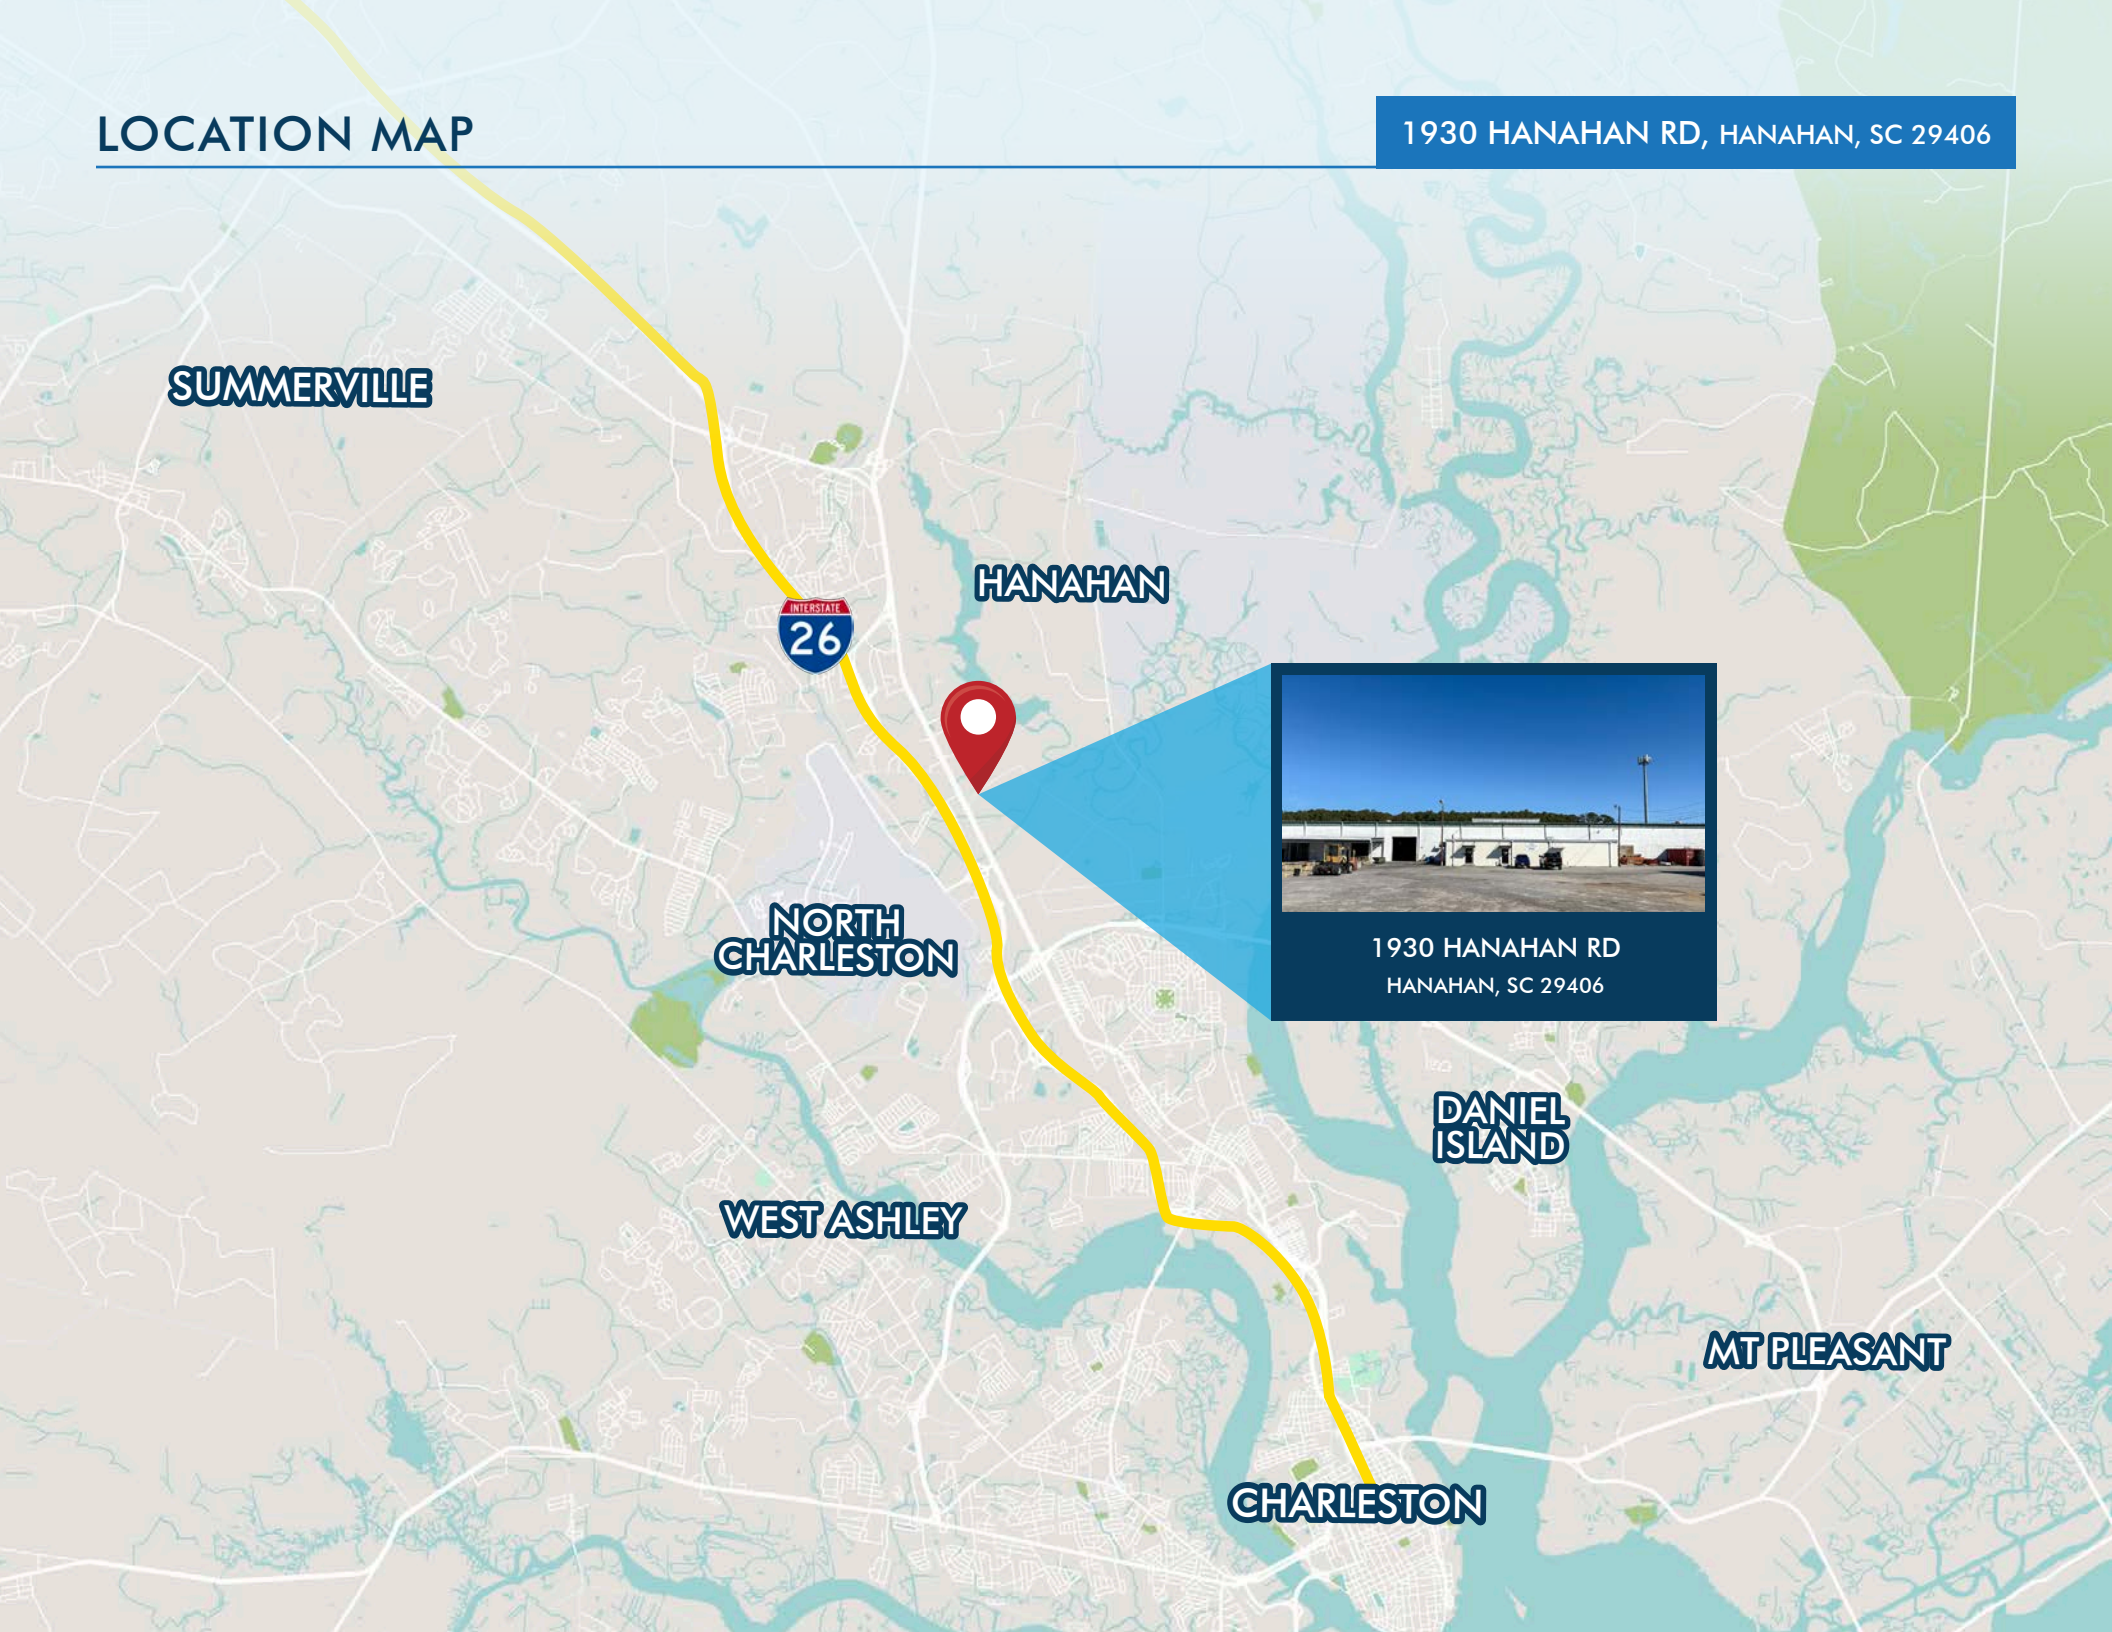 LOCATION MAP
1930 HANAHAN RD, HANAHAN, SC 29406
SUMMERVILLE
HANAHAN
INTERSTATE
26
NORTH
CHARLESTON
1930 HANAHAN RD
HANAHAN, SC 29406
DANIEL
ISLAND
WEST ASHLEY
MT PLEASANT
CHARLESTON